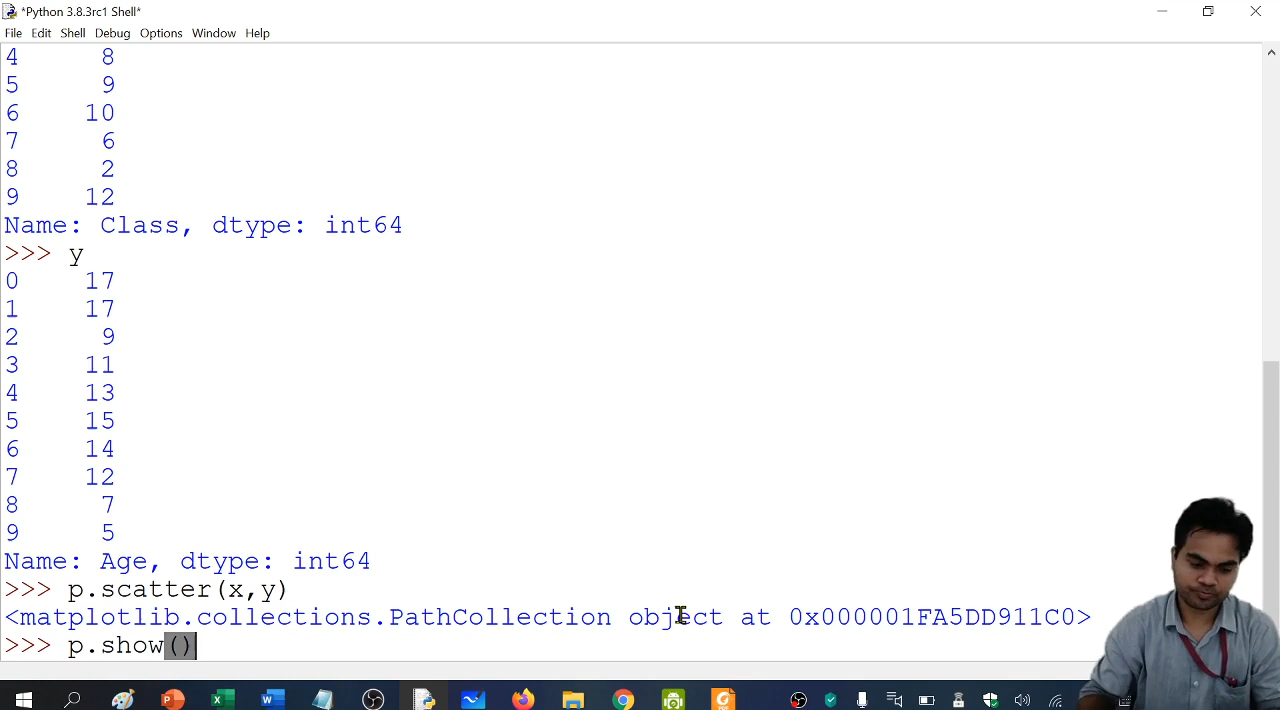 *Python 3.8.3rc1 Shell*
File Edit Shell Debug Options Window Help
4 8
5 9
6 10
7 6
8 2
9 12
Name: Class, dtype: int64
>>> y
0 17
1 17
2 9
3 11
4 13
5 15
6 14
7 12
8 7
9 5
Name: Age, dtype: int64
>>> p.scatter(x,y)
<matplotlib.collections.PathCollection object at 0x000001FA5DD911C0>
>>> p.show()